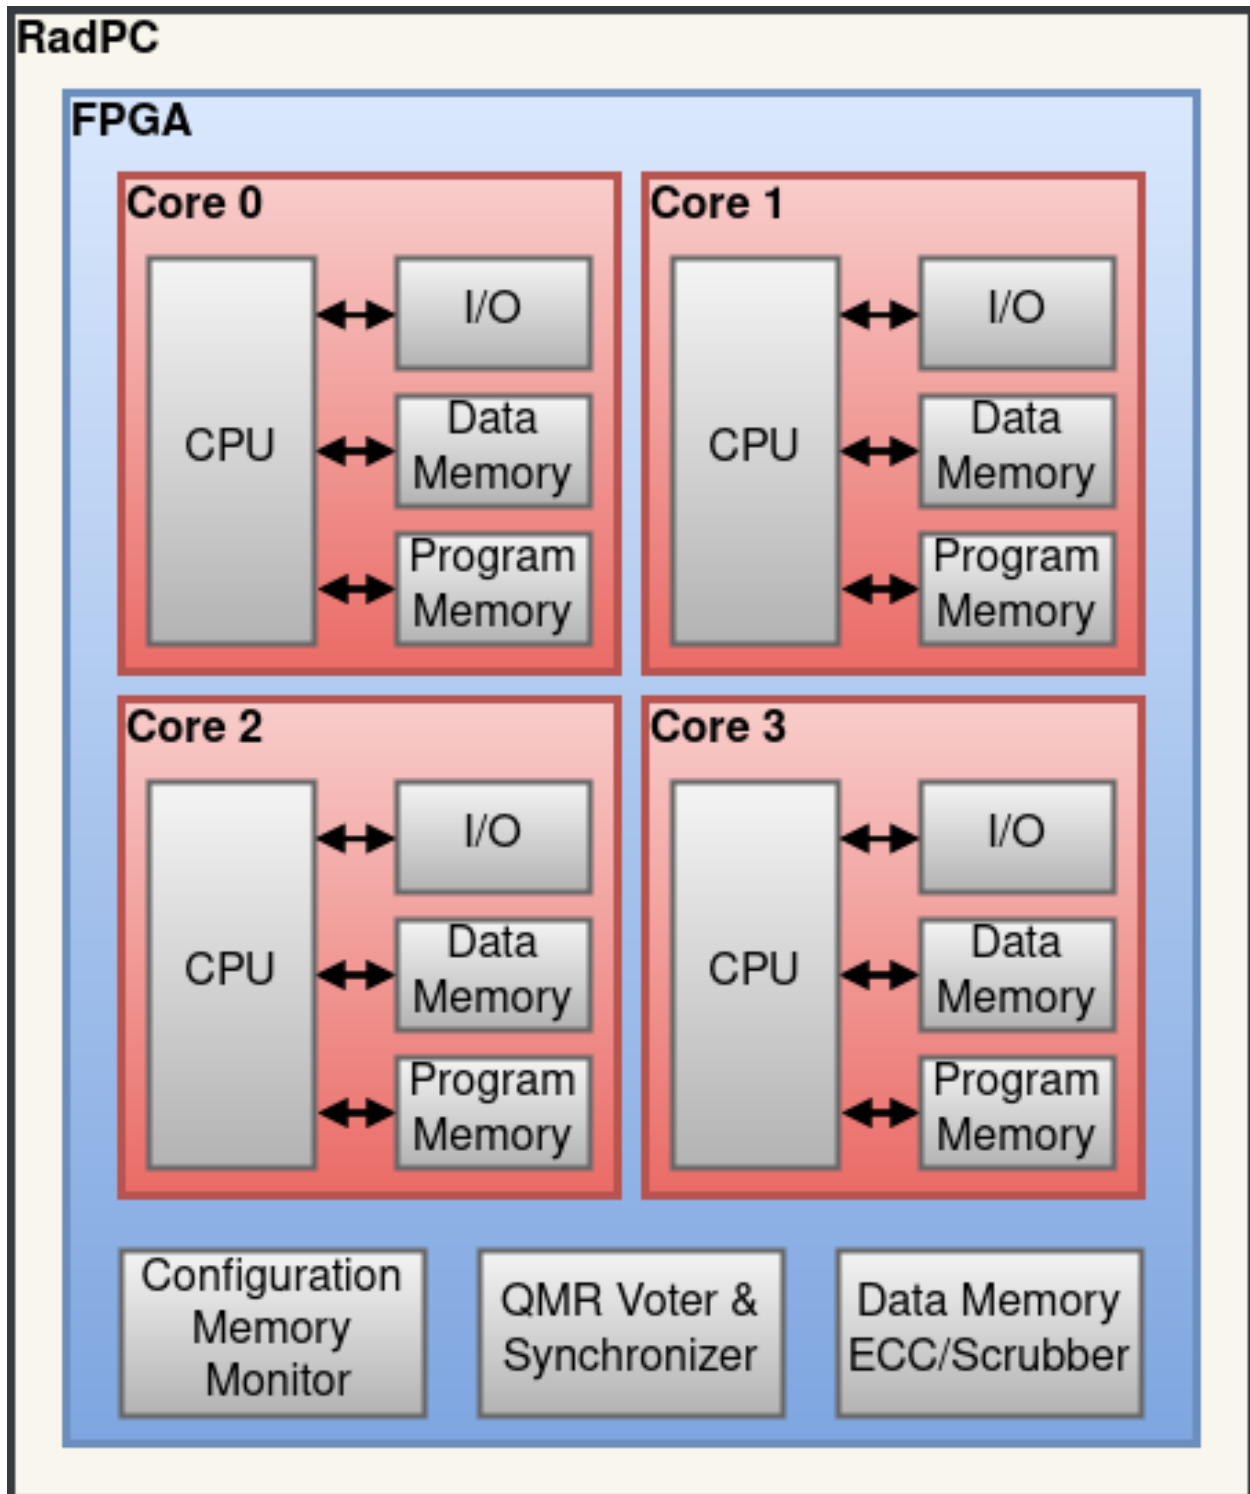 RadPC
FPGA
Core 0
CPU
I/O
Data
Memory
Program
Memory
Core 1
CPU
I/O
Data
Memory
Program
Memory
Core 2
CPU
I/O
Data
Memory
Program
Memory
Core 3
CPU
I/O
Data
Memory
Program
Memory
Configuration
Memory
Monitor
QMR Voter &
Synchronizer
Data Memory
ECC/Scrubber